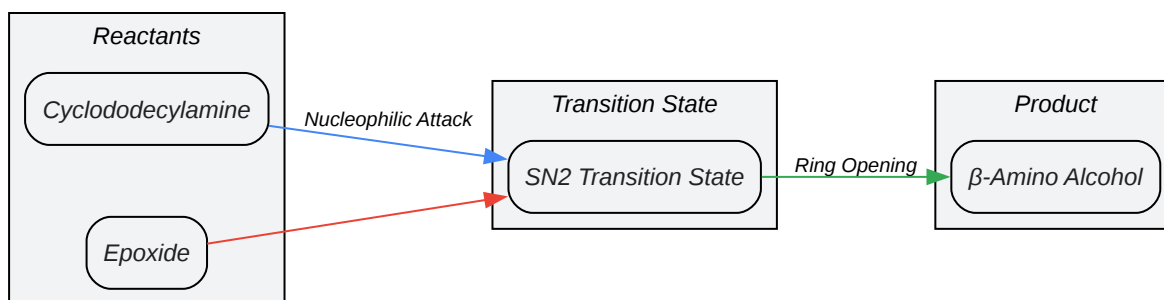 Reactants
Cyclododecylamine
Epoxide
Nucleophilic Attack
Transition State
SN2 Transition State
Ring Opening
Product
β-Amino Alcohol